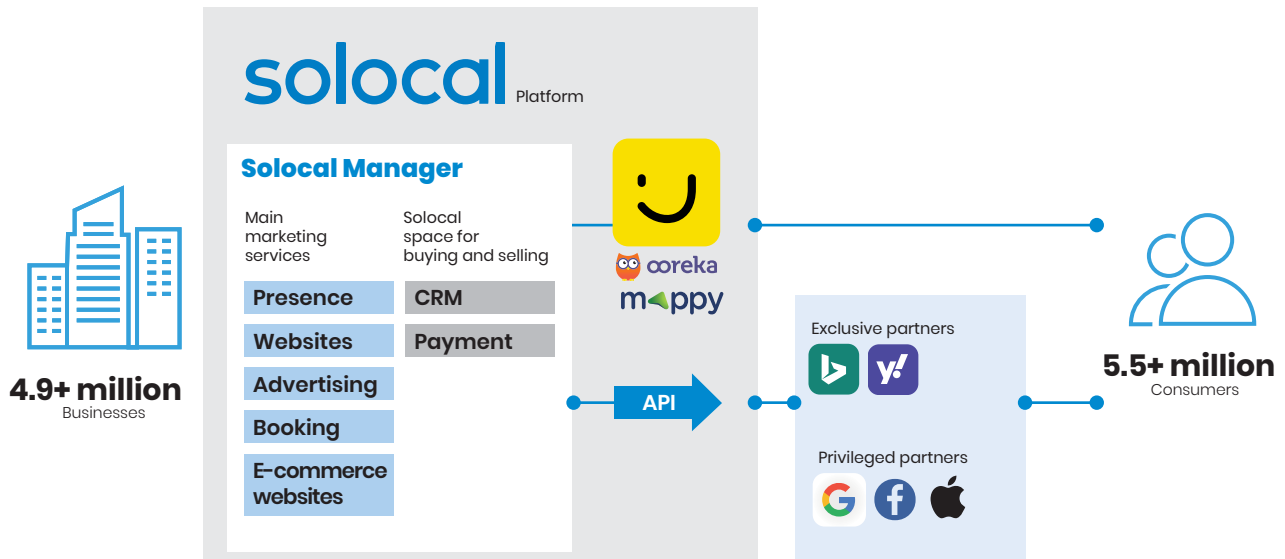 solocal
Platform
Solocal Manager
Main
marketing
services
Solocal
space for
buying and selling
Presence
Websites
Advertising
Booking
E-commerce
websites
CRM
Payment
ooreka
mappy
API
4.9+ million
Businesses
Exclusive partners
y!
Privileged partners
G
f
5.5+ million
Consumers